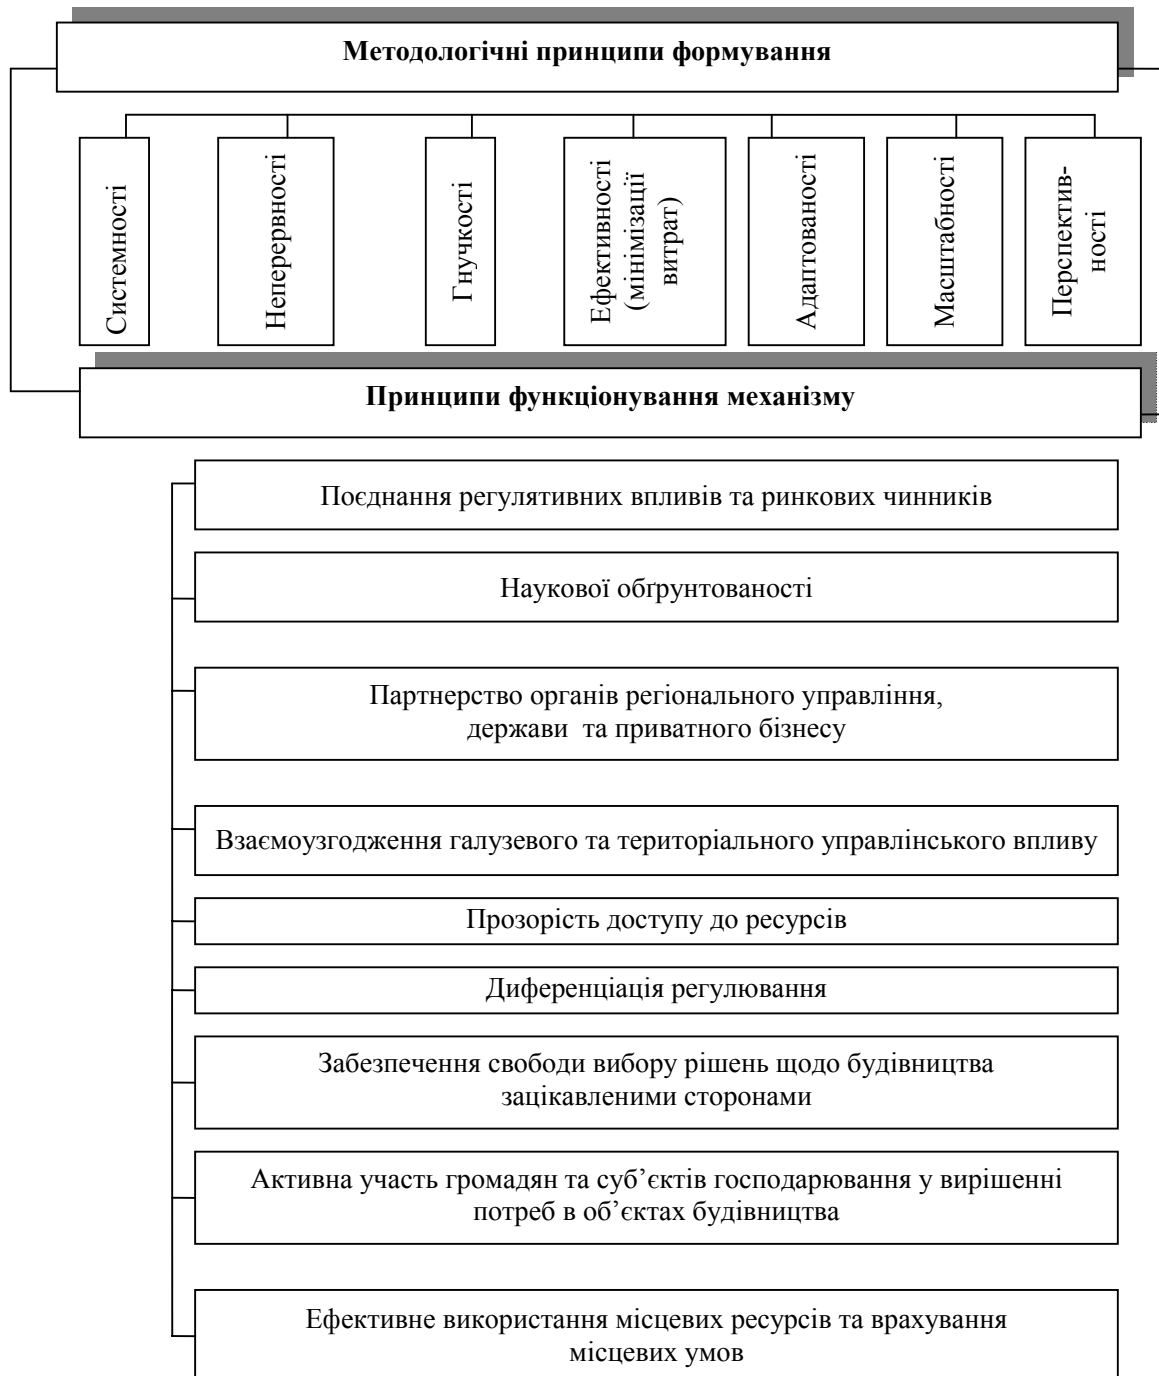 Методологічні принципи формування
Системності
Неперервності
Гнучкості
Ефективності
(мінімізації
витрат)
Адаптованості
Масштабності
Перспектив-
ності
Принципи функціонування механізму
Поєднання регулятивних впливів та ринкових чинників
Наукової обґрунтованості
Партнерство органів регіонального управління,
держави та приватного бізнесу
Взаємоузгодження галузевого та територіального управлінського впливу
Прозорість доступу до ресурсів
Диференціація регулювання
Забезпечення свободи вибору рішень щодо будівництва
зацікавленими сторонами
Активна участь громадян та суб’єктів господарювання у вирішенні
потреб в об’єктах будівництва
Ефективне використання місцевих ресурсів та врахування
місцевих умов